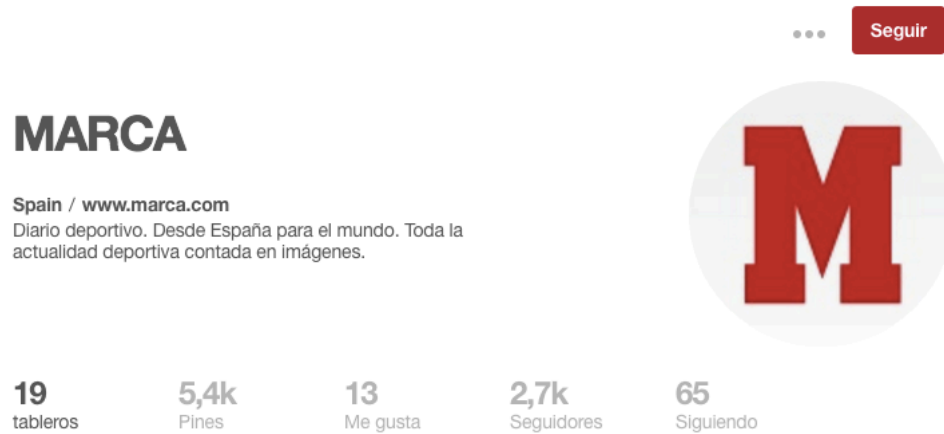 Seguir
MARCA
Spain / www.marca.com
Diario deportivo. Desde España para el mundo. Toda la
actualidad deportiva contada en imágenes.
M
19 5,4k 13 2,7k 65
tableros Pines Me gusta Seguidores Siguiendo